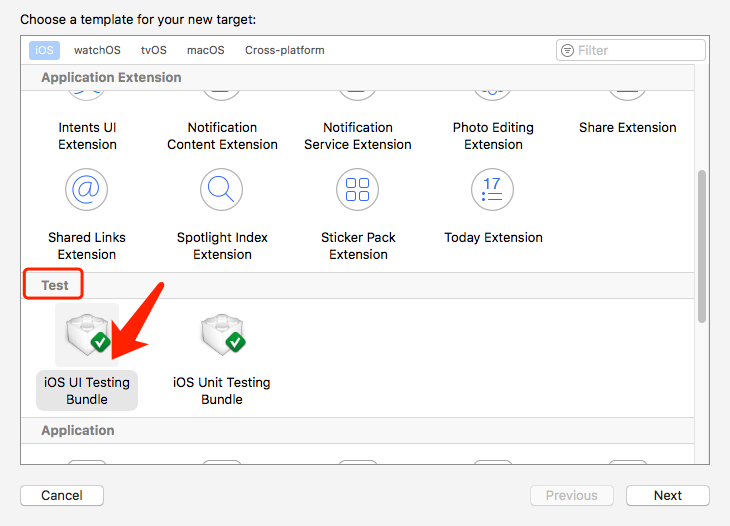 Choose a template for your new target:
iOS watchOS tvOS macOS Cross-platform Filter
Application Extension
Intents UI Extension
Notification Content Extension
Notification Service Extension
Photo Editing Extension
Share Extension
@
17
Shared Links Extension
Spotlight Index Extension
Sticker Pack Extension
Today Extension
Test
iOS UI Testing Bundle
iOS Unit Testing Bundle
Application
Cancel Previous Next